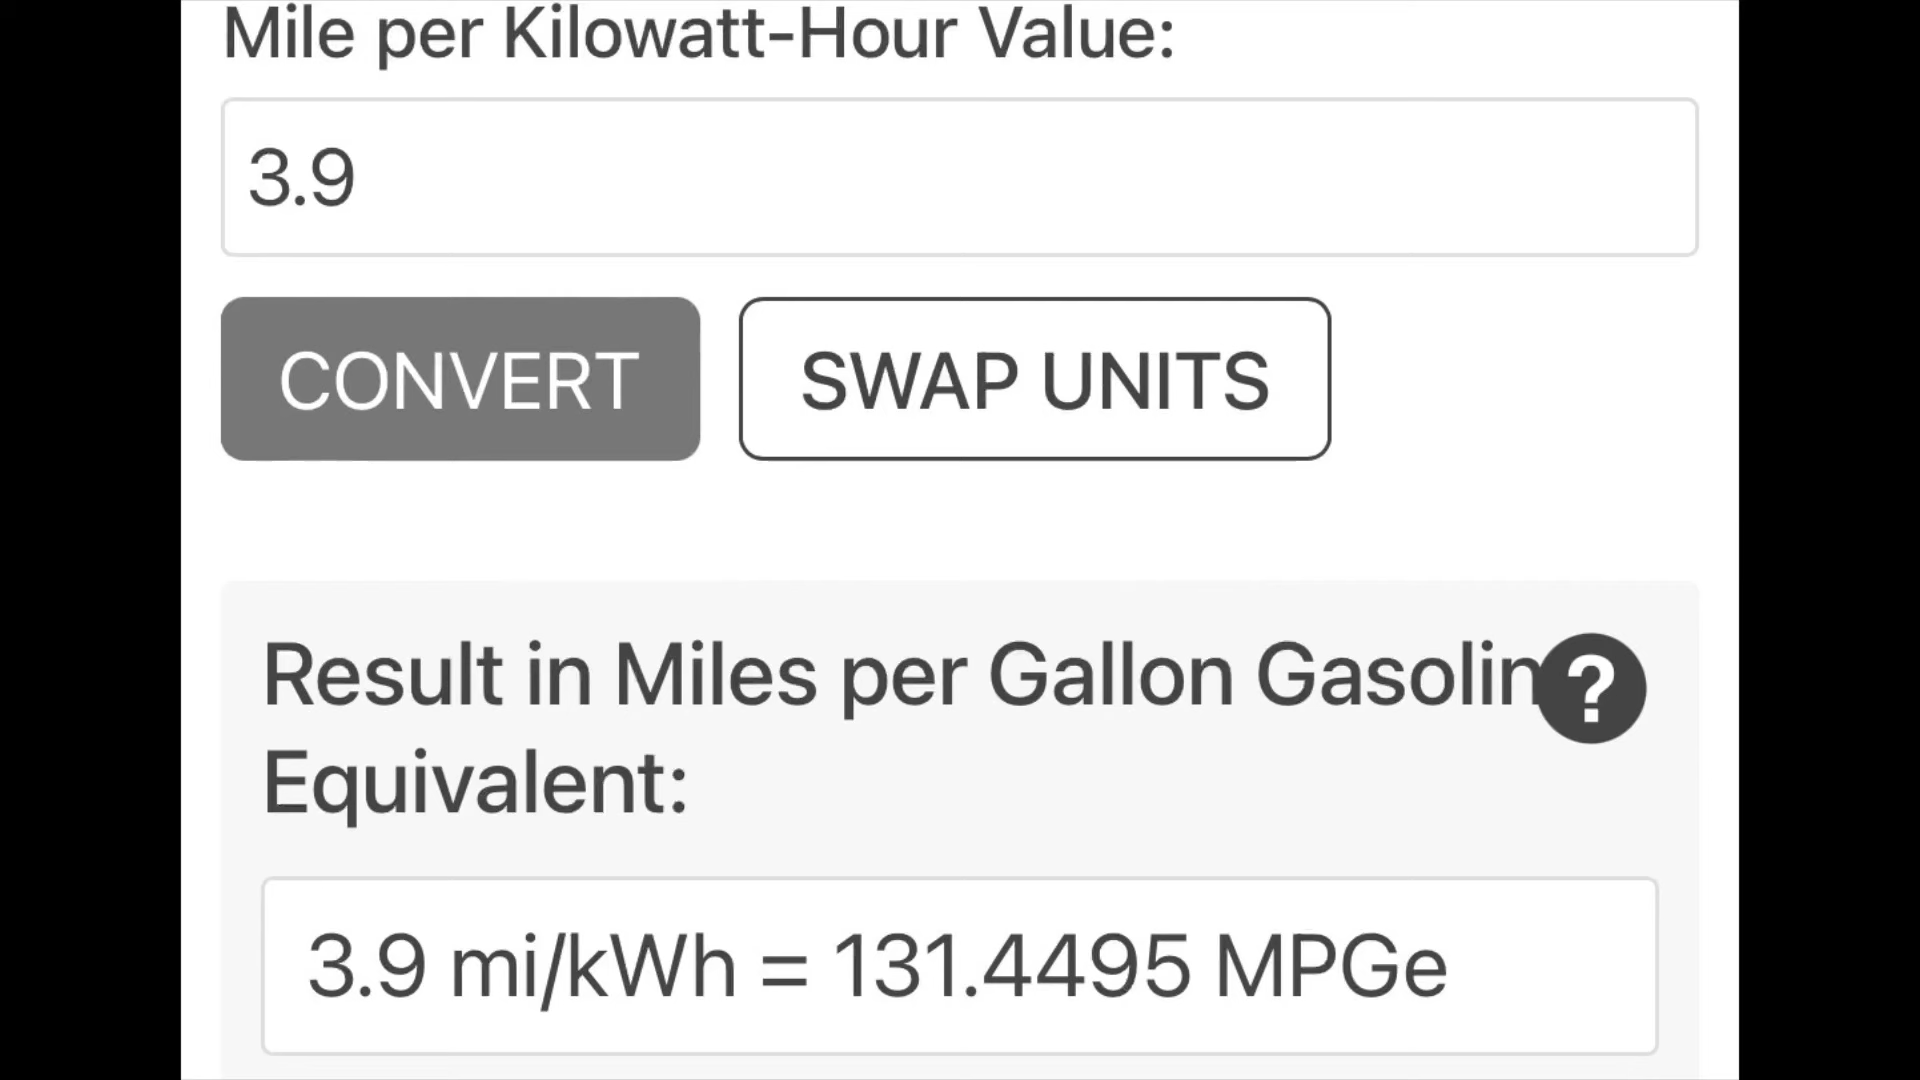 Mile per Kilowatt-Hour Value:
3.9
CONVERT
SWAP UNITS
Result in Miles per Gallon Gasolin
?
Equivalent:
3.9 mi/kWh = 131.4495 MPGe